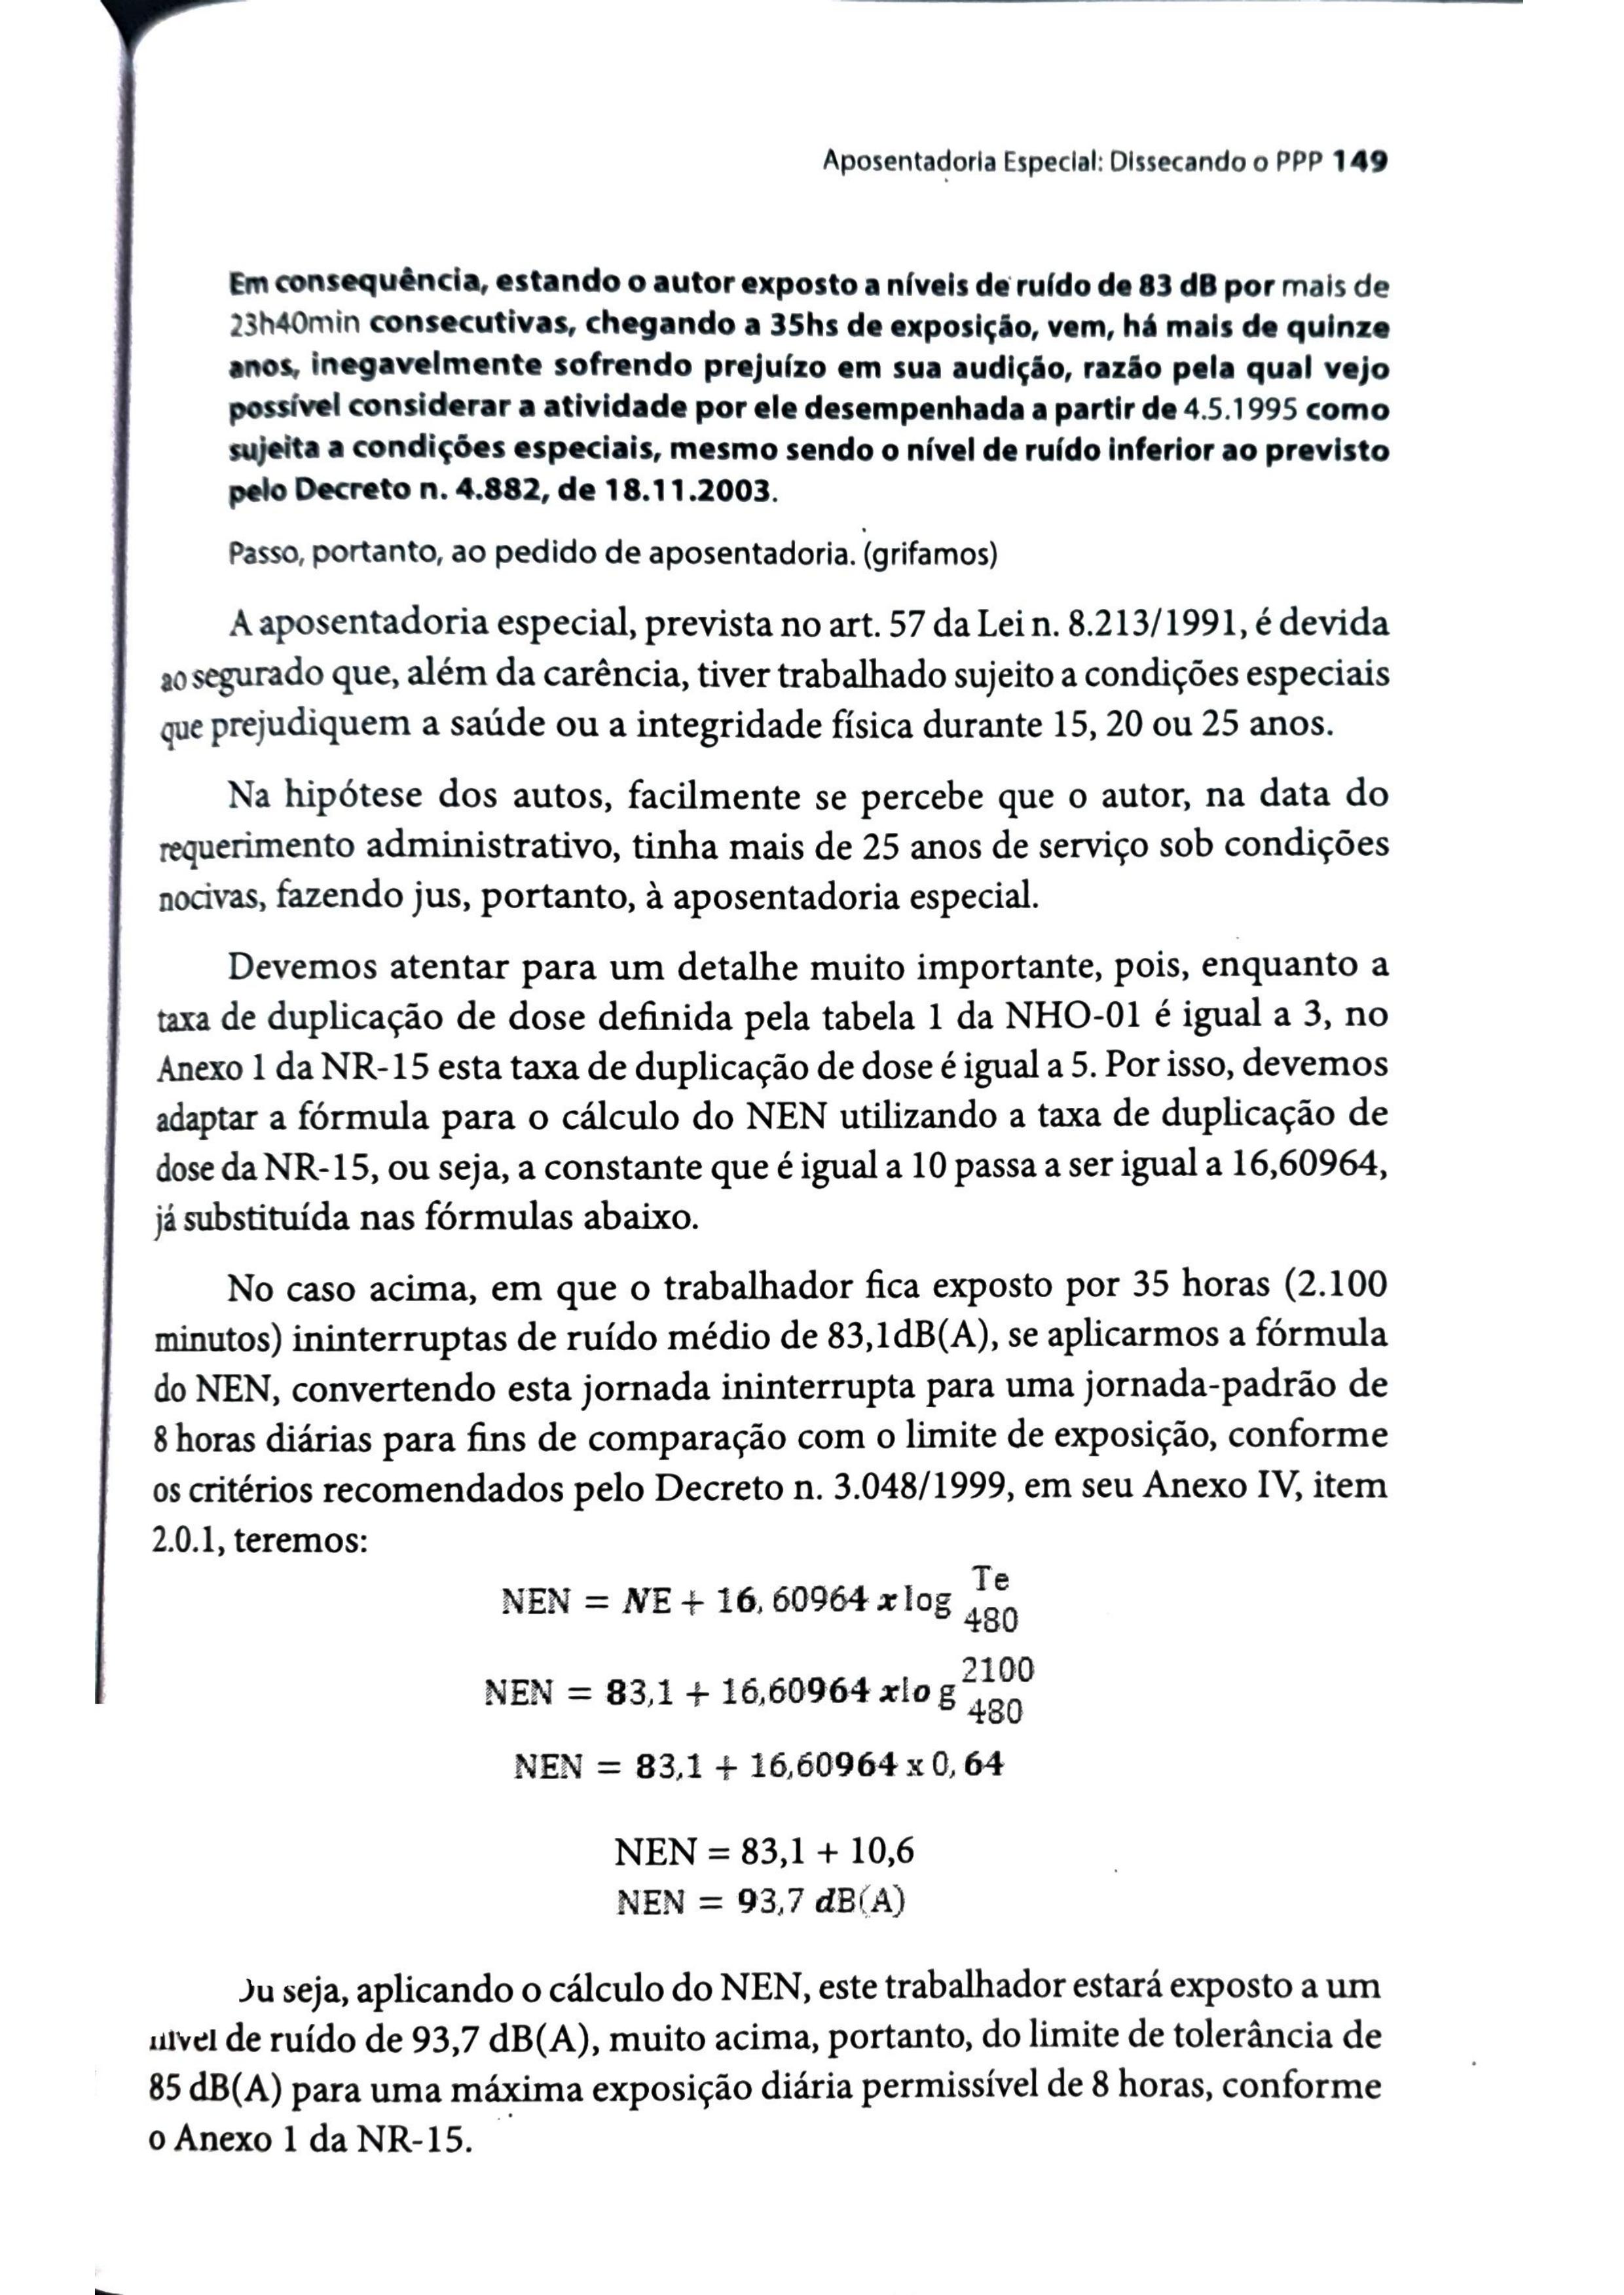 Aposentadoria Especial: Dissecando o PPP 149
Em consequência, estando o autor exposto a níveis de ruído de 83 dB por mais de
23h40min consecutivas, chegando a 35hs de exposição, vem, há mais de quinze
anos, inegavelmente sofrendo prejuízo em sua audição, razão pela qual vejo
possível considerar a atividade por ele desempenhada a partir de 4.5.1995 como
sujeita a condições especiais, mesmo sendo o nível de ruído inferior ao previsto
pelo Decreto n. 4.882, de 18.11.2003.
Passo, portanto, ao pedido de aposentadoria. (grifamos)
A aposentadoria especial, prevista no art. 57 da Lei n. 8.213/1991, é devida
ao segurado que, além da carência, tiver trabalhado sujeito a condições especiais
que prejudiquem a saúde ou a integridade física durante 15, 20 ou 25 anos.
Na hipótese dos autos, facilmente se percebe que o autor, na data do
requerimento administrativo, tinha mais de 25 anos de serviço sob condições
nocivas, fazendo jus, portanto, à aposentadoria especial.
Devemos atentar para um detalhe muito importante, pois, enquanto a
taxa de duplicação de dose definida pela tabela 1 da NHO-01 é igual a 3, no
Anexo 1 da NR-15 esta taxa de duplicação de dose é igual a 5. Por isso, devemos
adaptar a fórmula para o cálculo do NEN utilizando a taxa de duplicação de
dose da NR-15, ou seja, a constante que é igual a 10 passa a ser igual a 16,60964,
já substituída nas fórmulas abaixo.
No caso acima, em que o trabalhador fica exposto por 35 horas (2.100
minutos) ininterruptas de ruído médio de 83,1dB(A), se aplicarmos a fórmula
do NEN, convertendo esta jornada ininterrupta para uma jornada-padrão de
8 horas diárias para fins de comparação com o limite de exposição, conforme
os critérios recomendados pelo Decreto n. 3.048/1999, em seu Anexo IV, item
2.0.1, teremos:
NEN = NE + 16, 60964 x log Te
480
NEN = 83,1 + 16,60964 xlog 2100
480
NEN = 83,1 + 16,60964 x 0, 64
NEN = 83,1 + 10,6
NEN = 93,7 dB(A)
Ou seja, aplicando o cálculo do NEN, este trabalhador estará exposto a um
nível de ruído de 93,7 dB(A), muito acima, portanto, do limite de tolerância de
85 dB(A) para uma máxima exposição diária permissível de 8 horas, conforme
o Anexo 1 da NR-15.